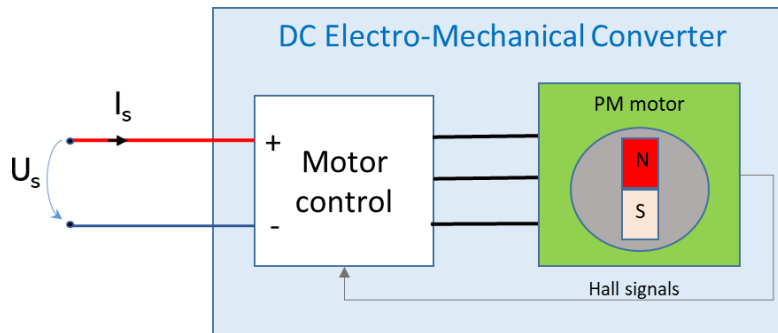 DC Electro-Mechanical Converter
Is
Us
+
-
Motor
control
PM motor
N
S
Hall signals